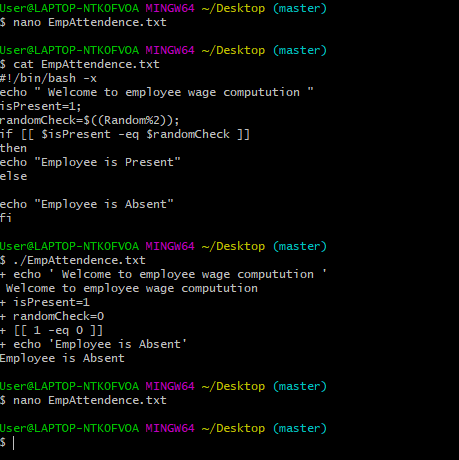 User@LAPTOP-NTKOFVOA MINGW64 ~/Desktop (master)
$ nano EmpAttendence.txt
User@LAPTOP-NTKOFVOA MINGW64 ~/Desktop (master)
$ cat EmpAttendence.txt
#!/bin/bash -x
echo " Welcome to employee wage computution "
isPresent=1;
randomCheck=$((Random%2));
if [[ $isPresent -eq $randomCheck ]]
then
echo "Employee is Present"
else
echo "Employee is Absent"
fi
User@LAPTOP-NTKOFVOA MINGW64 ~/Desktop (master)
$ ./EmpAttendence.txt
+ echo ' Welcome to employee wage computution '
 Welcome to employee wage computution
+ isPresent=1
+ randomCheck=0
+ [[ 1 -eq 0 ]]
+ echo 'Employee is Absent'
Employee is Absent
User@LAPTOP-NTKOFVOA MINGW64 ~/Desktop (master)
$ nano EmpAttendence.txt
User@LAPTOP-NTKOFVOA MINGW64 ~/Desktop (master)
$